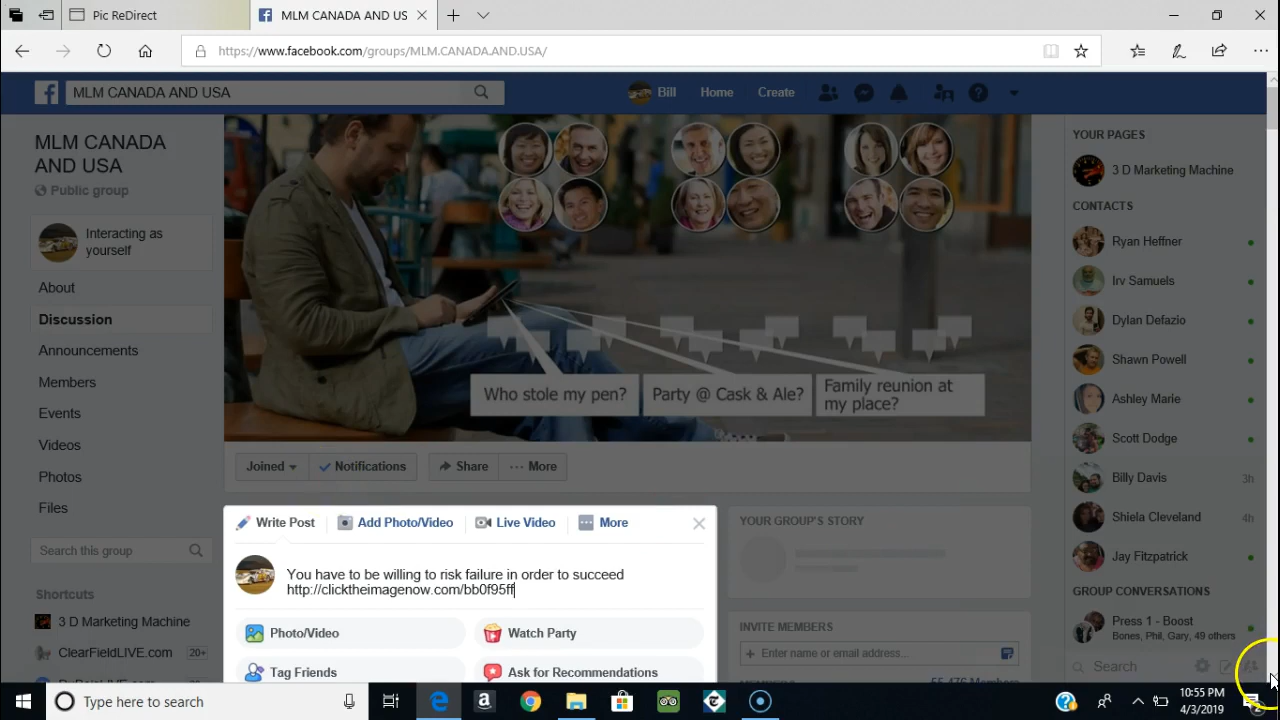 Pic ReDirect
MLM CANADA AND US
https://www.facebook.com/groups/MLM.CANADA.AND.USA/
MLM CANADA AND USA
Bill
Home
Create
MLM CANADA
AND USA
Public group
Interacting as
yourself
About
Discussion
Announcements
Members
Events
Videos
Photos
Files
Search this group
Shortcuts
3 D Marketing Machine
ClearFieldLIVE.com
20+
Who stole my pen?
Party @ Cask & Ale?
Family reunion at
my place?
Joined
Notifications
Share
More
Write Post
Add Photo/Video
Live Video
More
You have to be willing to risk failure in order to succeed
http://clicktheimagenow.com/bb0f95ff
Photo/Video
Watch Party
Tag Friends
Ask for Recommendations
YOUR GROUP'S STORY
INVITE MEMBERS
+ Enter name or email address...
YOUR PAGES
3 D Marketing Machine
CONTACTS
Ryan Heffner
Irv Samuels
Dylan Defazio
Shawn Powell
Ashley Marie
Scott Dodge
Billy Davis
3h
Shiela Cleveland
4h
Jay Fitzpatrick
GROUP CONVERSATIONS
Press 1 - Boost
Bones, Phil, Gary, 49 others
Search
Type here to search
10:55 PM
4/3/2019